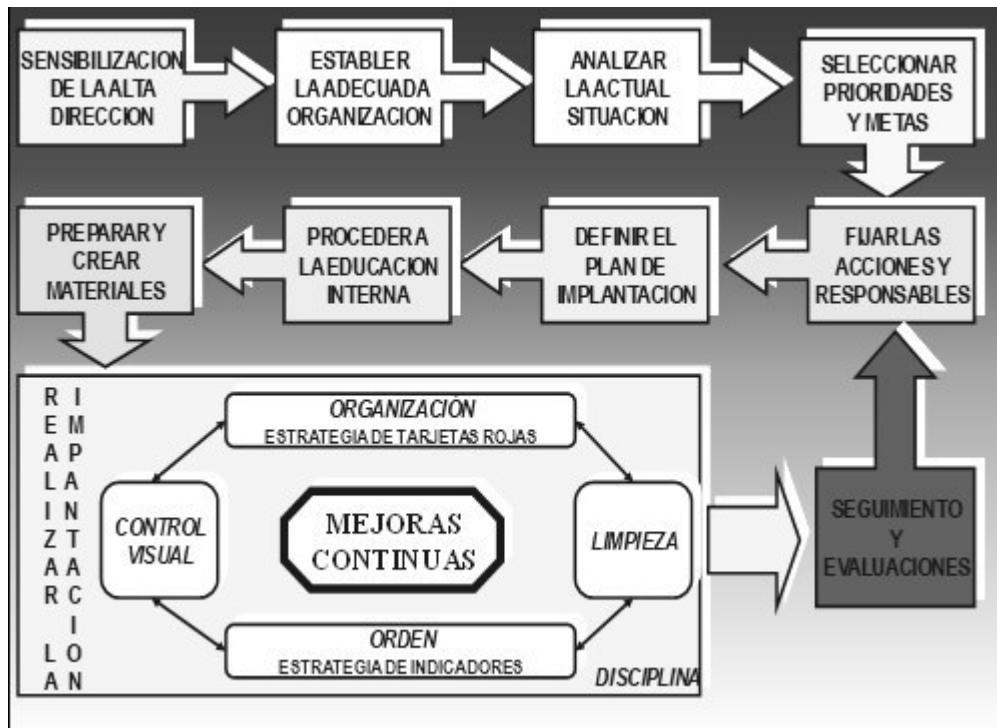 SENSIBILIZACION
DE LA ALTA
DIRECCION
ESTABLER
LA ADECUADA
ORGANIZACION
ANALIZAR
LA ACTUAL
SITUACION
SELECCIONAR
PRIORIDADES
Y METAS
FIJAR LAS
ACCIONES Y
RESPONSABLES
DEFINIR EL
PLAN DE
IMPLANTACION
PROCEDER A
LA EDUCACION
INTERNA
PREPARAR Y
CREAR
MATERIALES
REALIZAR LA
IMPANTACION
ORGANIZACIÓN
ESTRATEGIA DE TARJETAS ROJAS
CONTROL
VISUAL
MEJORAS
CONTINUAS
LIMPIEZA
ORDEN
ESTRATEGIA DE INDICADORES
DISCIPLINA
SEGUIMIENTO
Y
EVALUACIONES